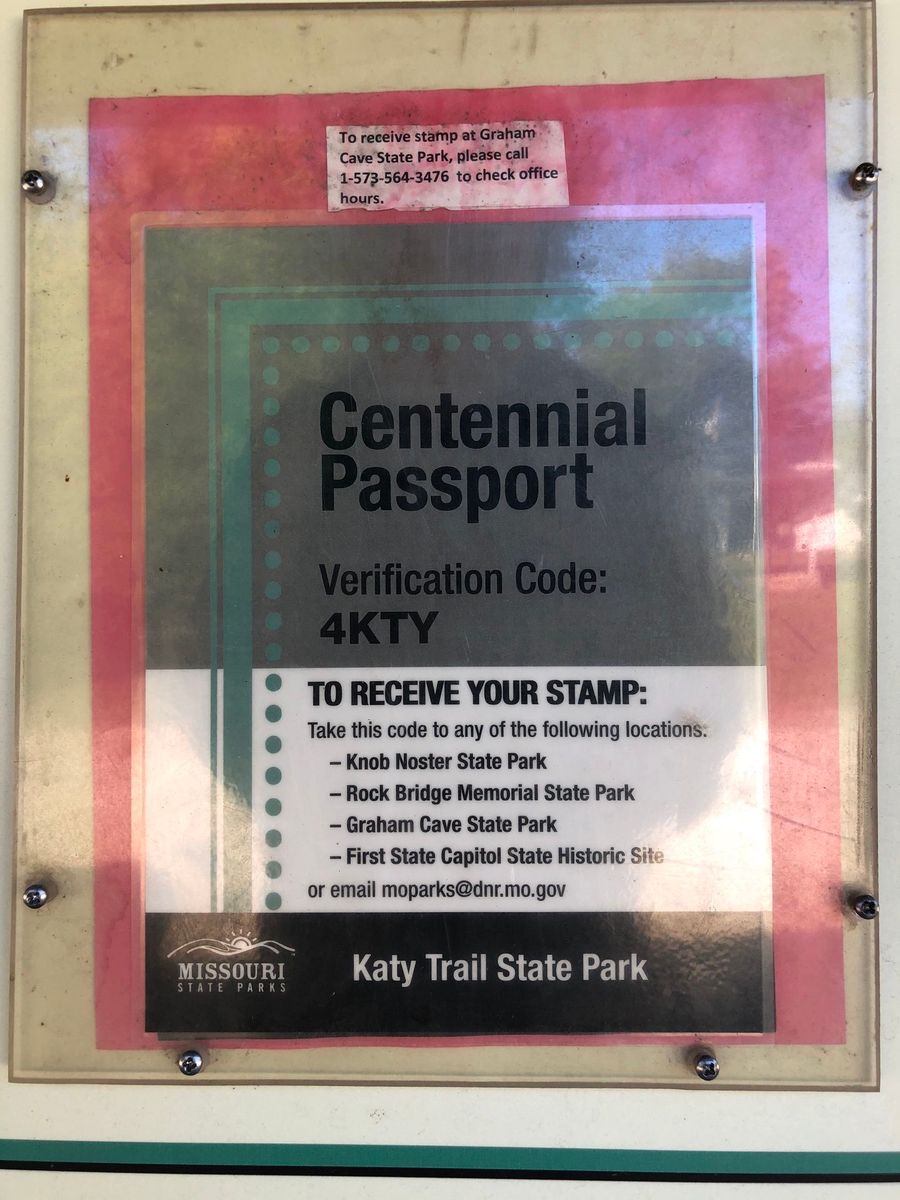 To receive stamp at Graham
Cave State Park, please call
1-573-564-3476 to check office
hours.
Centennial
Passport
Verification Code:
4KTY
TO RECEIVE YOUR STAMP:
Take this code to any of the following locations:
– Knob Noster State Park
– Rock Bridge Memorial State Park
– Graham Cave State Park
– First State Capitol State Historic Site
or email moparks@dnr.mo.gov
MISSOURI
STATE PARKS
Katy Trail State Park